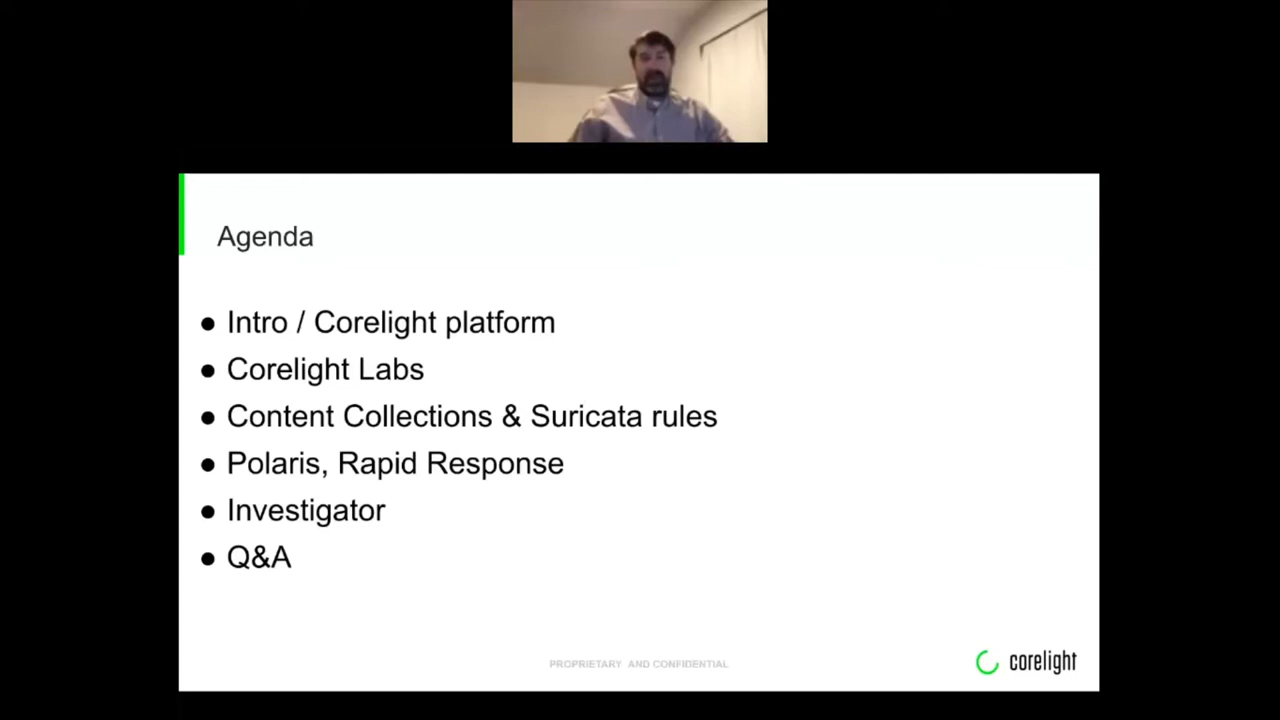 Agenda
● Intro / Corelight platform
● Corelight Labs
● Content Collections & Suricata rules
● Polaris, Rapid Response
● Investigator
● Q&A
PROPRIETARY AND CONFIDENTIAL
corelight